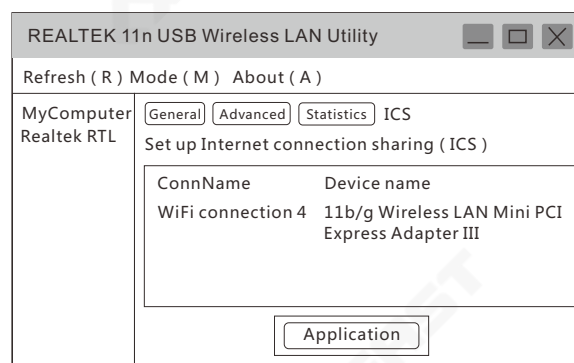 REALTEK 11n USB Wireless LAN Utility
Refresh ( R ) Mode ( M ) About ( A )
MyComputer
Realtek RTL
General Advanced Statistics ICS
Set up Internet connection sharing ( ICS )
ConnName Device name
WiFi connection 4 11b/g Wireless LAN Mini PCI
Express Adapter III
Application